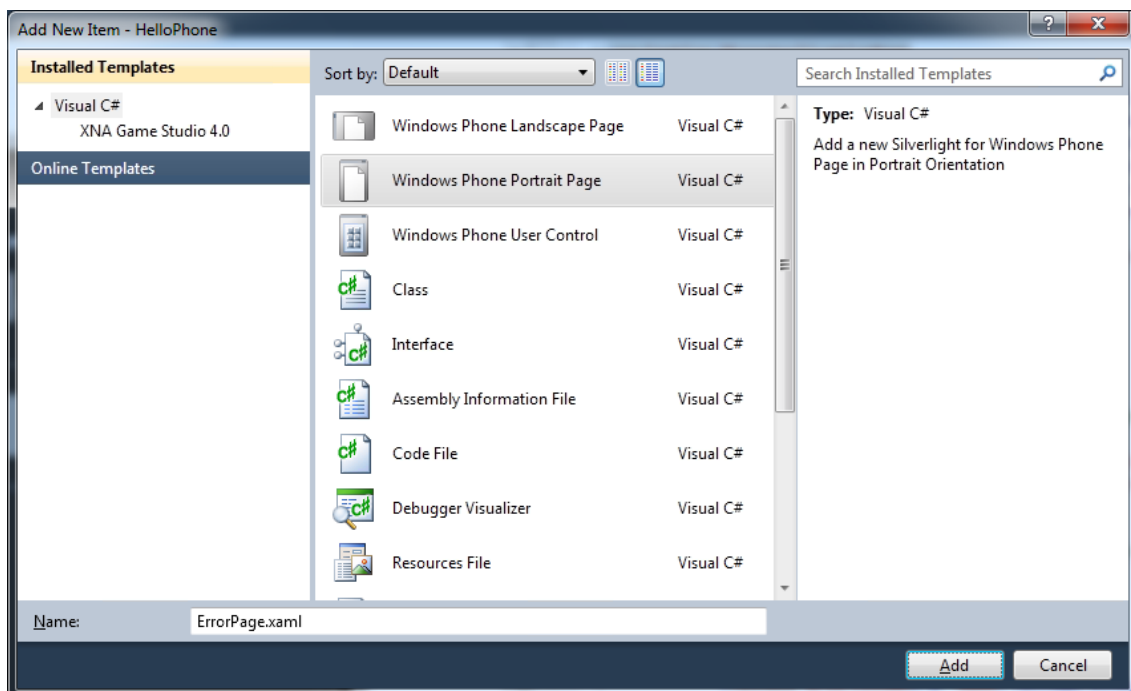 Add New Item - HelloPhone
Installed Templates
Visual C#
XNA Game Studio 4.0
Online Templates
Sort by: Default
Windows Phone Landscape Page Visual C#
Windows Phone Portrait Page Visual C#
Windows Phone User Control Visual C#
Class Visual C#
Interface Visual C#
Assembly Information File Visual C#
Code File Visual C#
Debugger Visualizer Visual C#
Resources File Visual C#
Search Installed Templates
Type: Visual C#
Add a new Silverlight for Windows Phone
Page in Portrait Orientation
Name: ErrorPage.xaml
Add Cancel